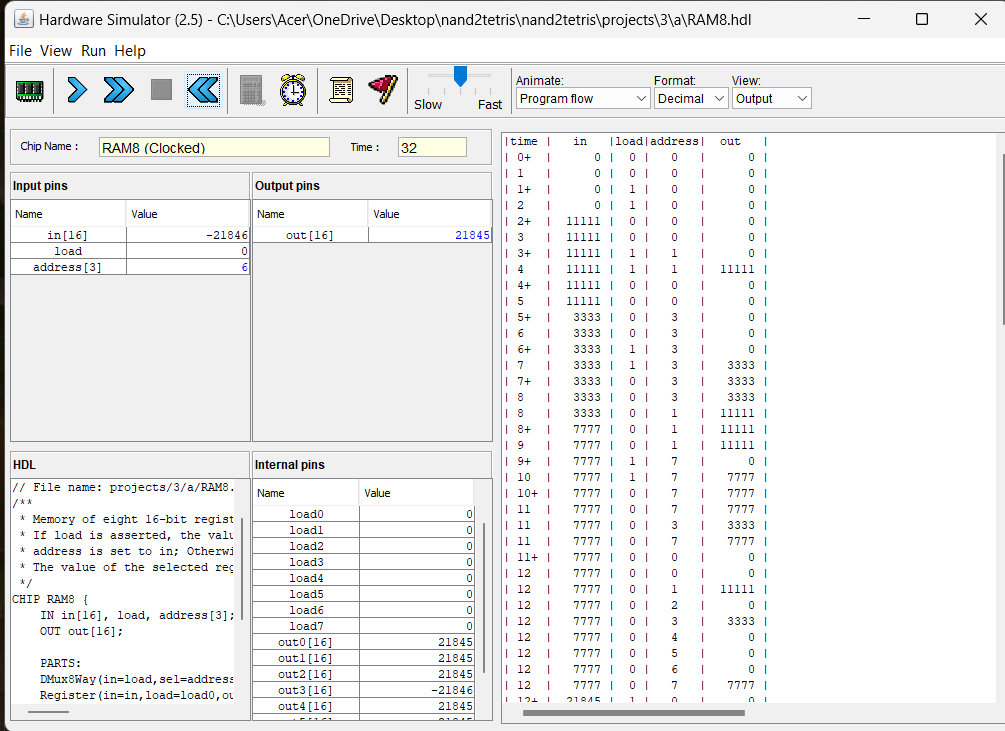 Hardware Simulator (2.5) - C:\Users\Acer\OneDrive\Desktop\nand2tetris\nand2tetris\projects\3\a\RAM8.hdl
File View Run Help
Slow Fast
Animate: Format: View:
Program flow Decimal Output
Chip Name : RAM8 (Clocked) Time : 32
Input pins
Name Value
in[16] -21846
load 0
address[3] 6
Output pins
Name Value
out[16] 21845
HDL
// File name: projects/3/a/RAM8.
/**
* Memory of eight 16-bit regist
* If load is asserted, the valu
* address is set to in; Otherwi
* The value of the selected reg
*/
CHIP RAM8 {
IN in[16], load, address[3];
OUT out[16];
PARTS:
DMux8Way(in=load,sel=address
Register(in=in,load=load0,ou
Internal pins
Name Value
load0 0
load1 0
load2 0
load3 0
load4 0
load5 0
load6 0
load7 0
out0[16] 21845
out1[16] 21845
out2[16] 21845
out3[16] -21846
out4[16] 21845
|time | in |load|address| out |
| 0+ | 0 | 0 | 0 | 0 |
| 1 | 0 | 0 | 0 | 0 |
| 1+ | 0 | 1 | 0 | 0 |
| 2 | 0 | 1 | 0 | 0 |
| 2+ | 11111 | 0 | 0 | 0 |
| 3 | 11111 | 0 | 0 | 0 |
| 3+ | 11111 | 1 | 1 | 0 |
| 4 | 11111 | 1 | 1 | 11111 |
| 4+ | 11111 | 0 | 0 | 0 |
| 5 | 11111 | 0 | 0 | 0 |
| 5+ | 3333 | 0 | 3 | 0 |
| 6 | 3333 | 0 | 3 | 0 |
| 6+ | 3333 | 1 | 3 | 0 |
| 7 | 3333 | 1 | 3 | 3333 |
| 7+ | 3333 | 0 | 3 | 3333 |
| 8 | 3333 | 0 | 3 | 3333 |
| 8 | 3333 | 0 | 1 | 11111 |
| 8+ | 7777 | 0 | 1 | 11111 |
| 9 | 7777 | 0 | 1 | 11111 |
| 9+ | 7777 | 1 | 7 | 0 |
| 10 | 7777 | 1 | 7 | 7777 |
| 10+ | 7777 | 0 | 7 | 7777 |
| 11 | 7777 | 0 | 7 | 7777 |
| 11 | 7777 | 0 | 3 | 3333 |
| 11 | 7777 | 0 | 7 | 7777 |
| 11+ | 7777 | 0 | 0 | 0 |
| 12 | 7777 | 0 | 0 | 0 |
| 12 | 7777 | 0 | 1 | 11111 |
| 12 | 7777 | 0 | 2 | 0 |
| 12 | 7777 | 0 | 3 | 3333 |
| 12 | 7777 | 0 | 4 | 0 |
| 12 | 7777 | 0 | 5 | 0 |
| 12 | 7777 | 0 | 6 | 0 |
| 12 | 7777 | 0 | 7 | 7777 |
| 12+ | 21845 | 1 | 0 | 0 |